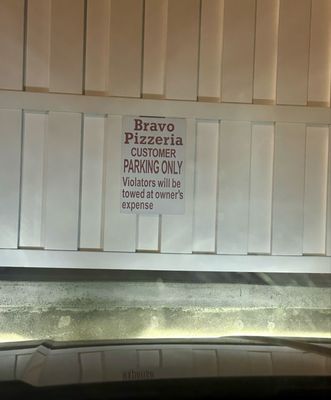 Bravo
Pizzeria
CUSTOMER
PARKING ONLY
Violators will be
towed at owner's
expense